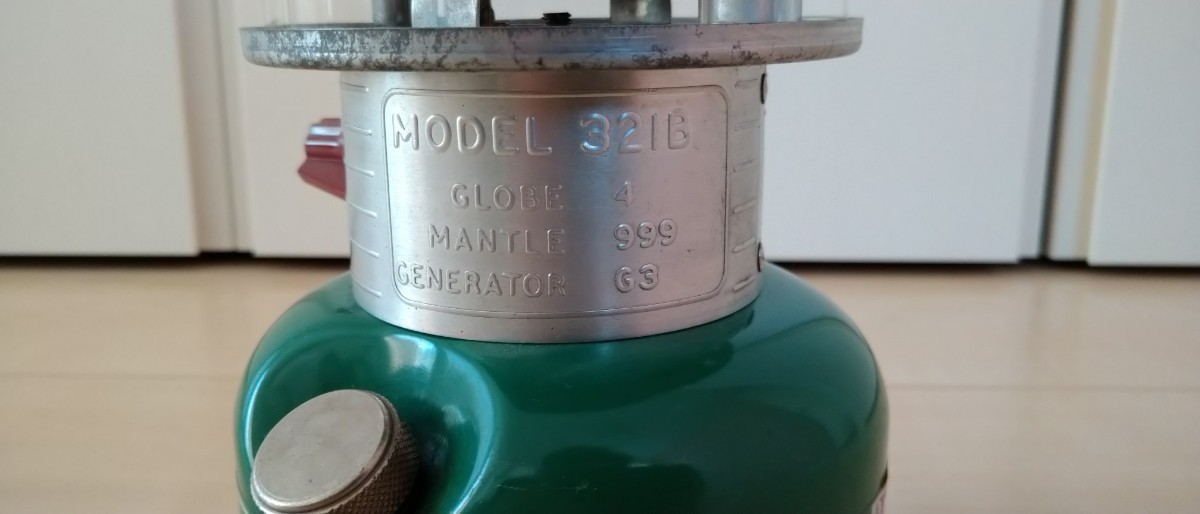 MODEL 321B
GLOBE 4
MANTLE 999
GENERATOR G3